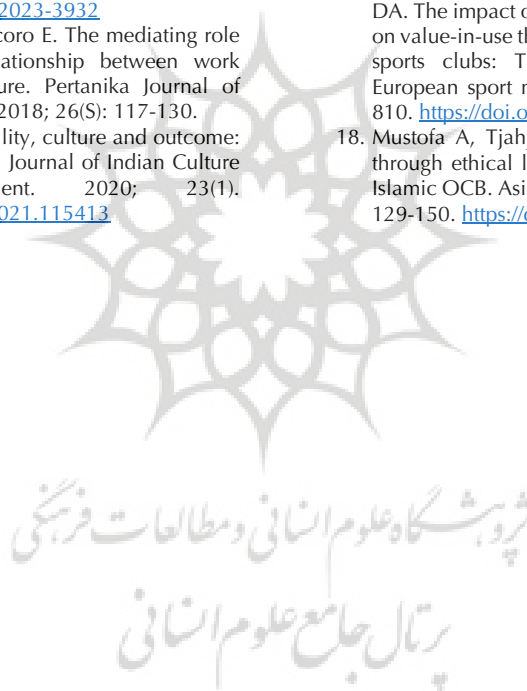 2023-3932
coro E. The mediating role
ationship between work
ure. Pertanika Journal of
2018; 26(S): 117-130.
lity, culture and outcome:
Journal of Indian Culture
ent. 2020; 23(1).
021.115413
DA. The impact o
on value-in-use th
sports clubs: T
European sport m
810. https://doi.o
18. Mustofa A, Tjah
through ethical l
Islamic OCB. Asi
129-150. https://d
پژوهشگاه علوم انسانی و مطالعات فرهنگی
پرتال جامع علوم انسانی